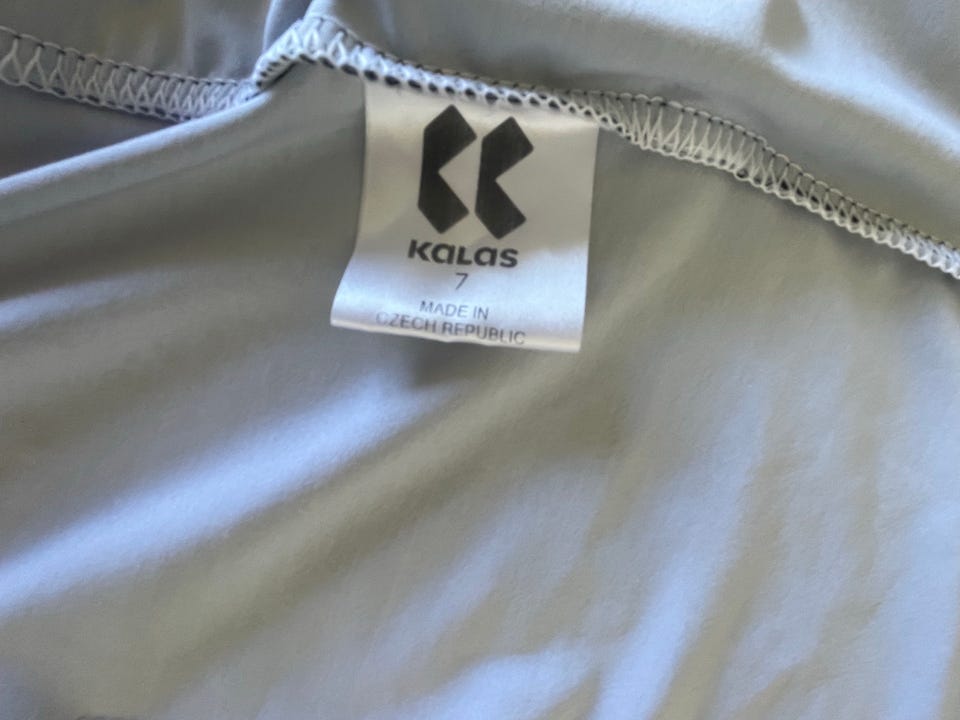 KaLas
7
MADE IN
CZECH REPUBLIC